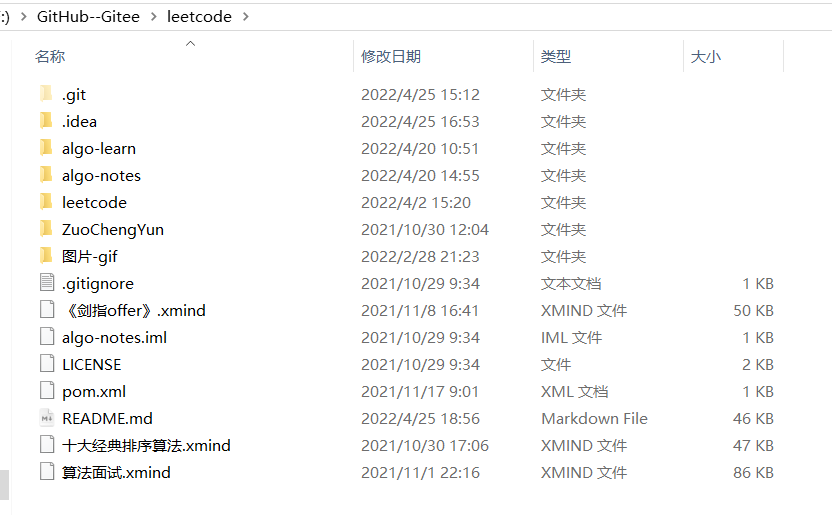 :) > GitHub--Gitee > leetcode >
名称 修改日期 类型 大小
.git 2022/4/25 15:12 文件夹
.idea 2022/4/25 16:53 文件夹
algo-learn 2022/4/20 10:51 文件夹
algo-notes 2022/4/20 14:55 文件夹
leetcode 2022/4/2 15:20 文件夹
ZuoChengYun 2021/10/30 12:04 文件夹
图片-gif 2022/2/28 21:23 文件夹
.gitignore 2021/10/29 9:34 文本文档 1 KB
《剑指offer》.xmind 2021/11/8 16:41 XMIND 文件 50 KB
algo-notes.iml 2021/10/29 9:34 IML 文件 1 KB
LICENSE 2021/10/29 9:34 文件 2 KB
pom.xml 2021/11/17 9:01 XML 文档 1 KB
README.md 2022/4/25 18:56 Markdown File 46 KB
十大经典排序算法.xmind 2021/10/30 17:06 XMIND 文件 47 KB
算法面试.xmind 2021/11/1 22:16 XMIND 文件 86 KB